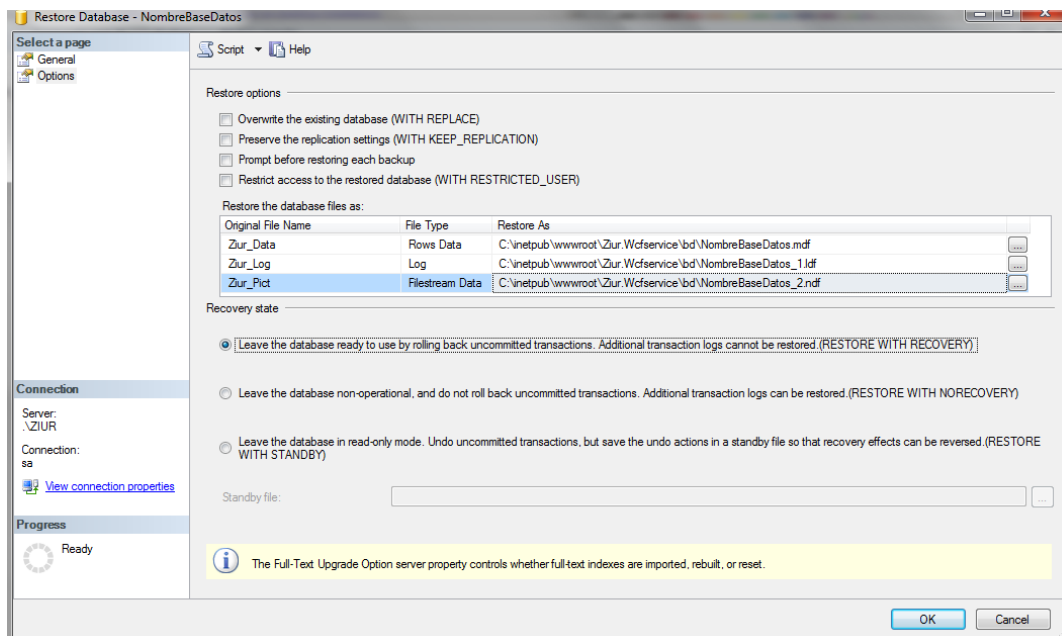 Restore Database - NombreBaseDatos
Select a page
General
Options
Script
Help
Restore options
Overwrite the existing database (WITH REPLACE)
Preserve the replication settings (WITH KEEP_REPLICATION)
Prompt before restoring each backup
Restrict access to the restored database (WITH RESTRICTED_USER)
Restore the database files as:
Original File Name File Type Restore As
Ziur_Data Rows Data C:\inetpub\wwwroot\Ziur.Wcfservice\bd\NombreBaseDatos.mdf ...
Ziur_Log Log C:\inetpub\wwwroot\Ziur.Wcfservice\bd\NombreBaseDatos_1.ldf ...
Ziur_Pict Filestream Data C:\inetpub\wwwroot\Ziur.Wcfservice\bd\NombreBaseDatos_2.ndf ...
Recovery state
Leave the database ready to use by rolling back uncommitted transactions. Additional transaction logs cannot be restored.(RESTORE WITH RECOVERY)
Leave the database non-operational, and do not roll back uncommitted transactions. Additional transaction logs can be restored.(RESTORE WITH NORECOVERY)
Leave the database in read-only mode. Undo uncommitted transactions, but save the undo actions in a standby file so that recovery effects can be reversed.(RESTORE
WITH STANDBY)
Standby file:
...
Connection
Server:
.\ZIUR
Connection:
sa
View connection properties
Progress
Ready
The Full-Text Upgrade Option server property controls whether full-text indexes are imported, rebuilt, or reset.
OK
Cancel